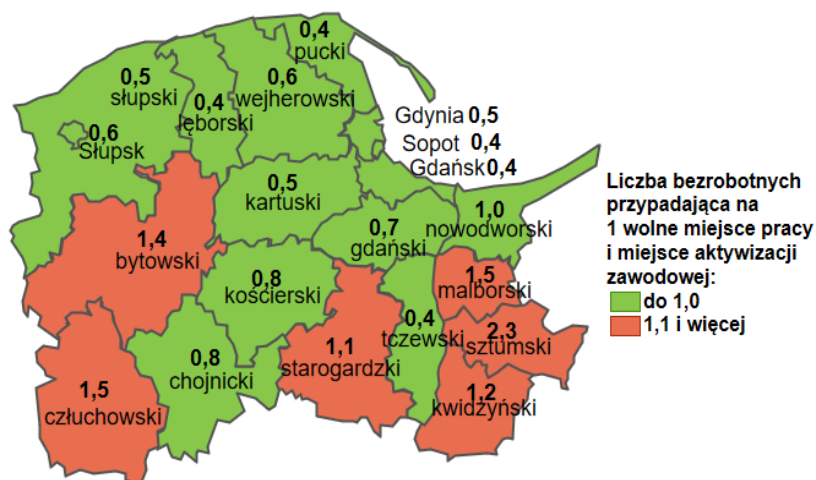 0,4
pucki
0,5
słupski
0,4
lęborski
0,6
wejherowski
Gdynia 0,5
Sopot 0,4
Gdańsk 0,4
0,6
Słupsk
0,5
kartuski
1,0
nowodworski
0,7
gdański
1,4
bytowski
0,8
kościerski
1,5
malborski
0,4
tczewski
2,3
sztumski
1,1
starogardzki
0,8
chojnicki
1,5
człuchowski
1,2
kwidzyński
Liczba bezrobotnych
przypadająca na
1 wolne miejsce pracy
i miejsce aktywizacji
zawodowej:
do 1,0
1,1 i więcej